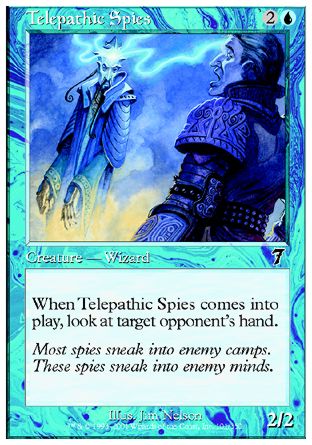 Telepathic Spies 2
Creature — Wizard 7
When Telepathic Spies comes into
play, look at target opponent's hand.
Most spies sneak into enemy camps.
These spies sneak into enemy minds.
2/2
Illus. Jim Nelson